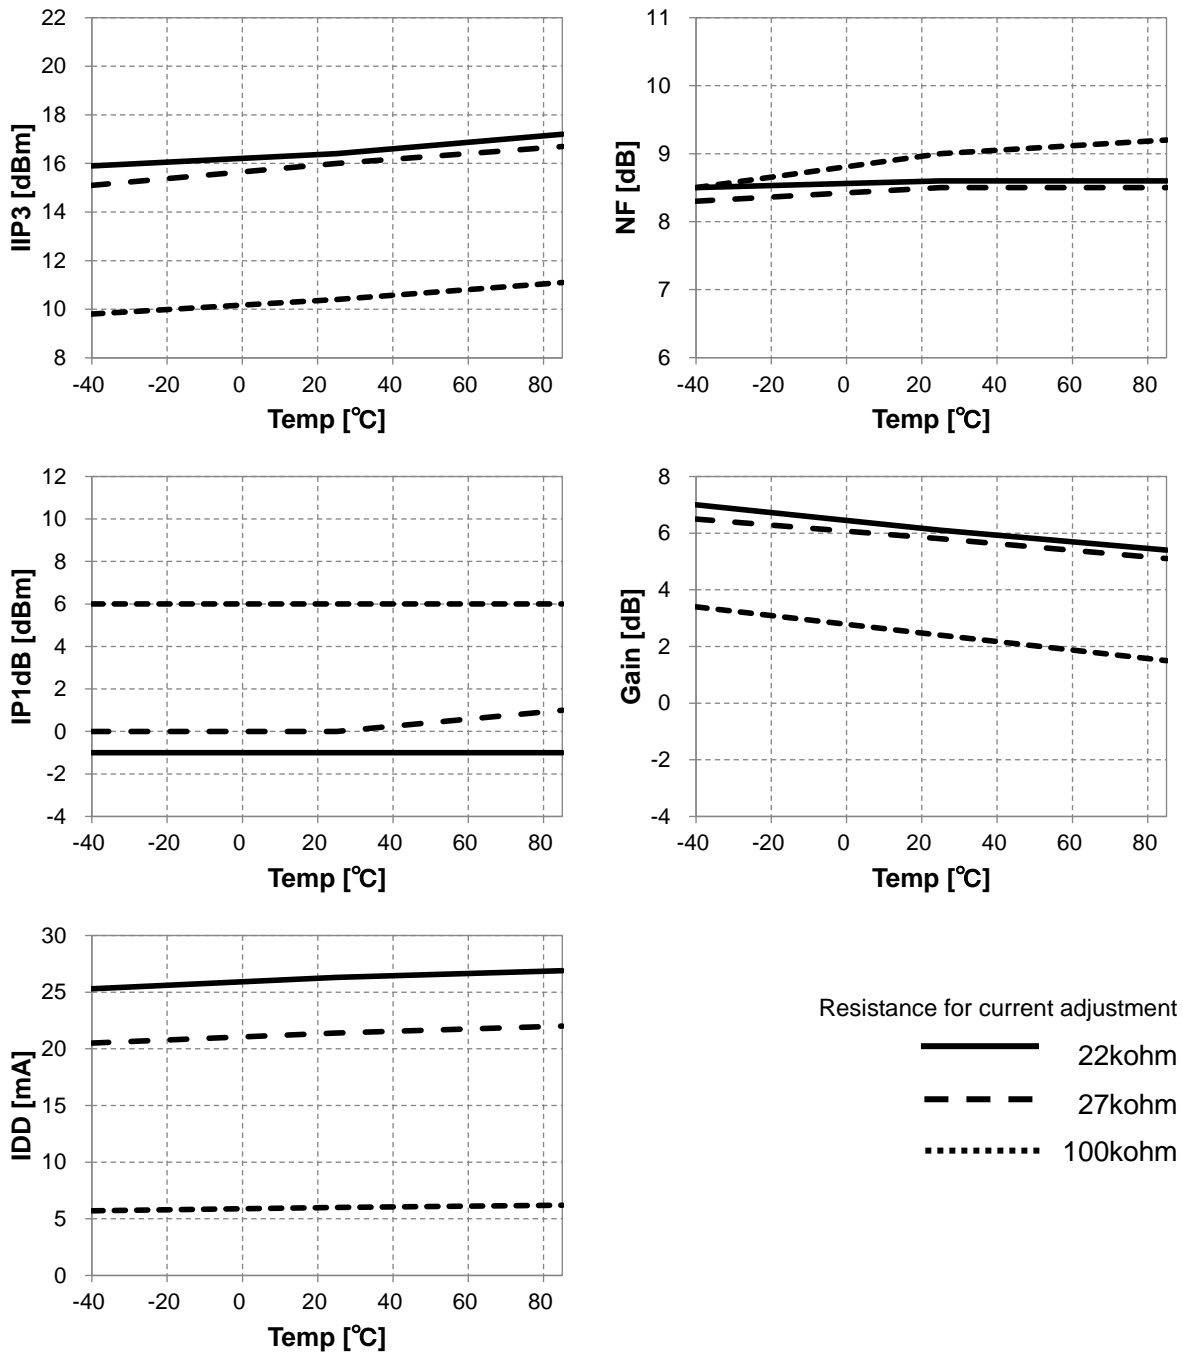 22
20
18
16
14
12
10
8
IIP3 [dBm]
-40 -20 0 20 40 60 80
Temp [℃]
11
10
9
8
7
6
NF [dB]
-40 -20 0 20 40 60 80
Temp [℃]
12
10
8
6
4
2
0
-2
-4
IP1dB [dBm]
-40 -20 0 20 40 60 80
Temp [℃]
8
6
4
2
0
-2
-4
Gain [dB]
-40 -20 0 20 40 60 80
Temp [℃]
30
25
20
15
10
5
0
IDD [mA]
-40 -20 0 20 40 60 80
Temp [℃]
Resistance for current adjustment
22kohm
27kohm
100kohm